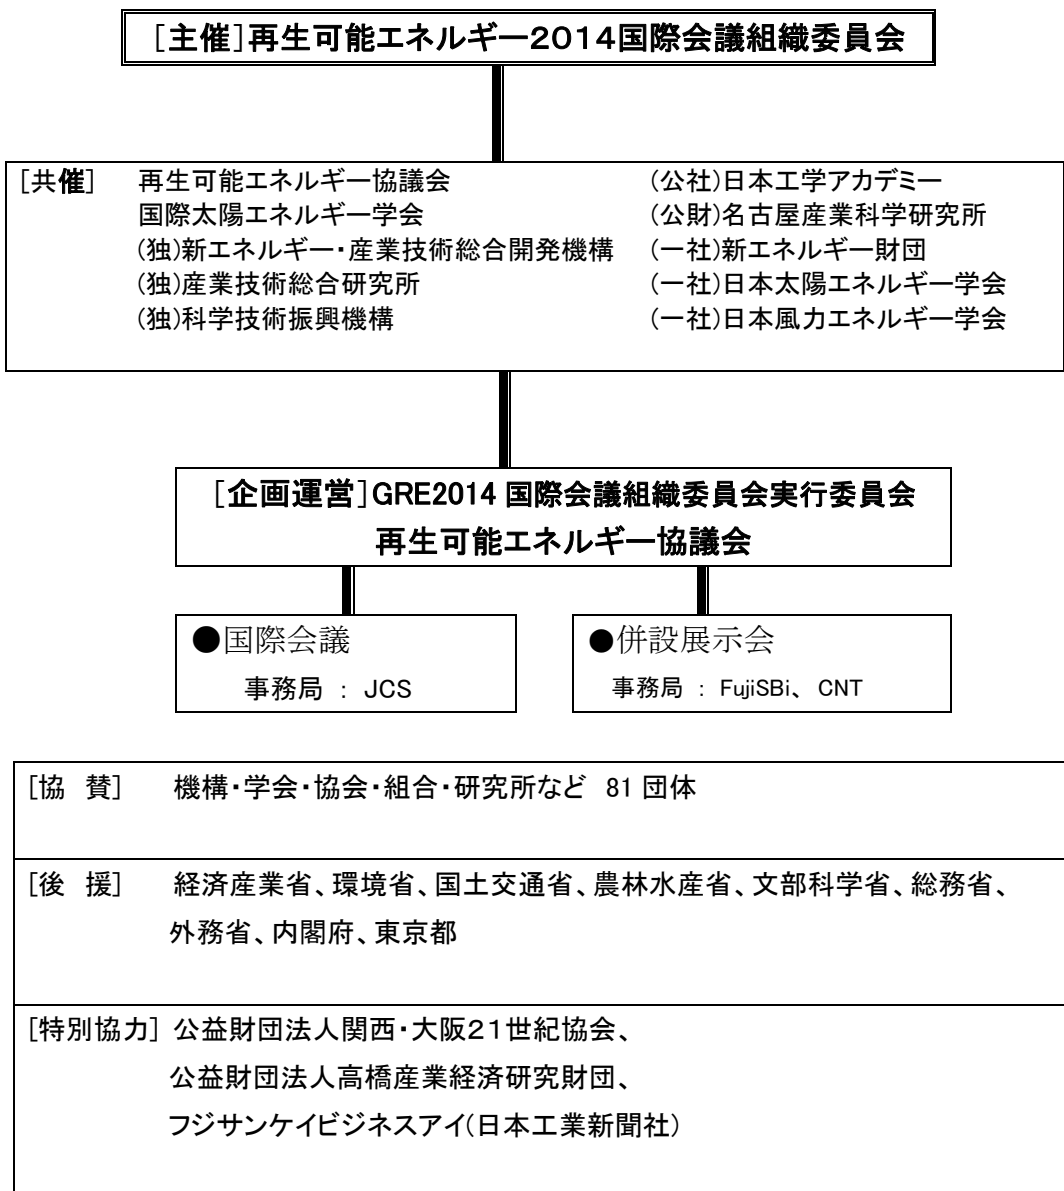 [主催]再生可能エネルギー2014国際会議組織委員会
[共催] 再生可能エネルギー協議会 (公社)日本工学アカデミー
国際太陽エネルギー学会 (公財)名古屋産業科学研究所
(独)新エネルギー・産業技術総合開発機構 (一社)新エネルギー財団
(独)産業技術総合研究所 (一社)日本太陽エネルギー学会
(独)科学技術振興機構 (一社)日本風力エネルギー学会
[企画運営]GRE2014 国際会議組織委員会実行委員会
再生可能エネルギー協議会
●国際会議
事務局 : JCS
●併設展示会
事務局 : FujiSBi、CNT
[協 賛] 機構・学会・協会・組合・研究所など 81 団体
[後 援] 経済産業省、環境省、国土交通省、農林水産省、文部科学省、総務省、
外務省、内閣府、東京都
[特別協力] 公益財団法人関西・大阪21世紀協会、
公益財団法人高橋産業経済研究財団、
フジサンケイビジネスアイ(日本工業新聞社)